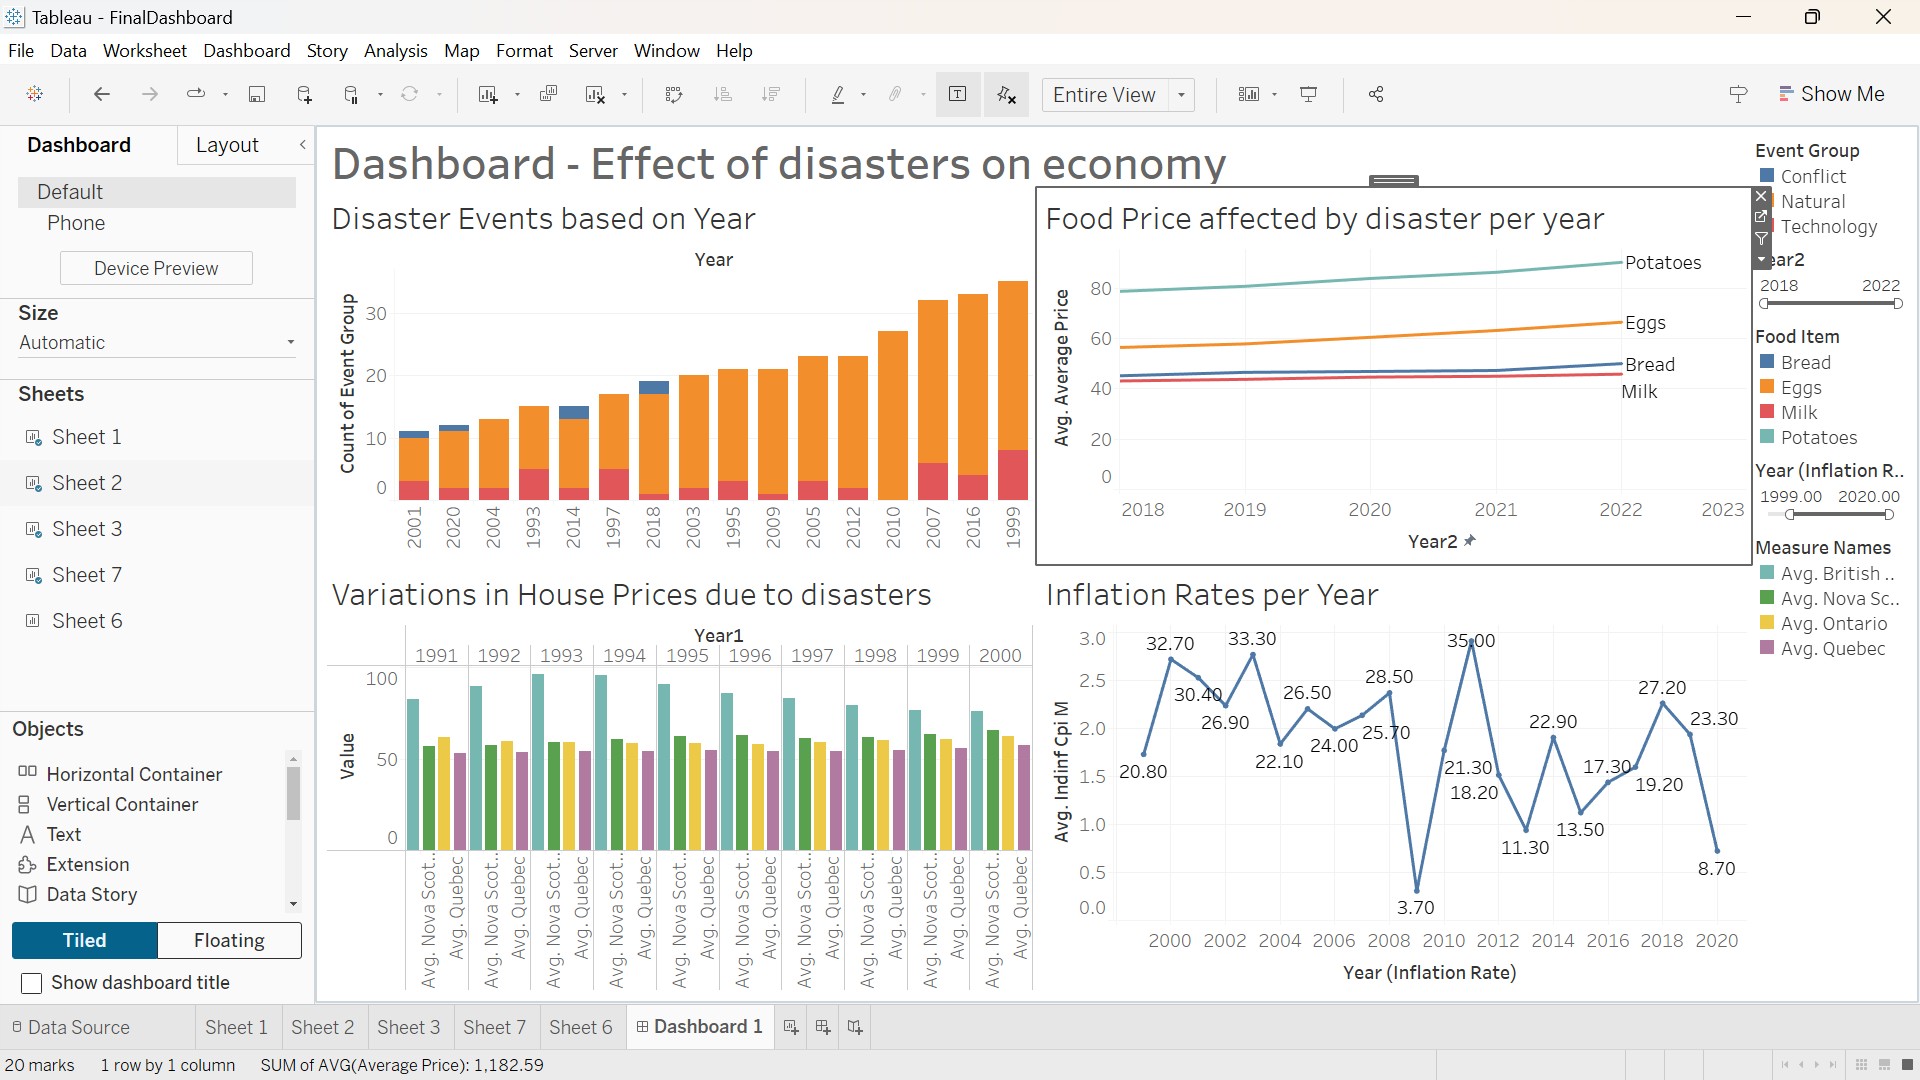 Tableau - FinalDashboard
File Data Worksheet Dashboard Story Analysis Map Format Server Window Help
Entire View
Show Me
Dashboard Layout
Default
Phone
Device Preview
Size
Automatic
Sheets
Sheet 1
Sheet 2
Sheet 3
Sheet 7
Sheet 6
Objects
Horizontal Container
Vertical Container
Text
Extension
Data Story
Tiled Floating
Show dashboard title
Dashboard - Effect of disasters on economy
Disaster Events based on Year
Year
Count of Event Group
30
20
10
0
2001 2020 2004 1993 2014 1997 2018 2003 1995 2009 2005 2012 2010 2007 2016 1999
Food Price affected by disaster per year
Avg. Average Price
80
60
40
20
0
Potatoes
Eggs
Bread
Milk
2018 2019 2020 2021 2022 2023
Year2
Variations in House Prices due to disasters
Year1
1991 1992 1993 1994 1995 1996 1997 1998 1999 2000
Value
100
50
0
Avg. Nova Scot.. Avg. Quebec Avg. Nova Scot.. Avg. Quebec Avg. Nova Scot.. Avg. Quebec Avg. Nova Scot.. Avg. Quebec Avg. Nova Scot.. Avg. Quebec Avg. Nova Scot.. Avg. Quebec Avg. Nova Scot.. Avg. Quebec Avg. Nova Scot.. Avg. Quebec Avg. Nova Scot.. Avg. Quebec Avg. Nova Scot.. Avg. Quebec
Inflation Rates per Year
Avg. Indinf Cpi M
3.0
2.5
2.0
1.5
1.0
0.5
0.0
20.80
32.70
30.40
26.90
33.30
22.10
26.50
24.00
25.70
28.50
3.70
21.30
35.00
18.20
11.30
22.90
13.50
17.30
19.20
27.20
23.30
8.70
2000 2002 2004 2006 2008 2010 2012 2014 2016 2018 2020
Year (Inflation Rate)
Event Group
Conflict
Natural
Technology
ear2
2018 2022
Food Item
Bread
Eggs
Milk
Potatoes
Year (Inflation R..
1999.00 2020.00
Measure Names
Avg. British ..
Avg. Nova Sc..
Avg. Ontario
Avg. Quebec
Data Source Sheet 1 Sheet 2 Sheet 3 Sheet 7 Sheet 6 Dashboard 1
20 marks 1 row by 1 column SUM of AVG(Average Price): 1,182.59